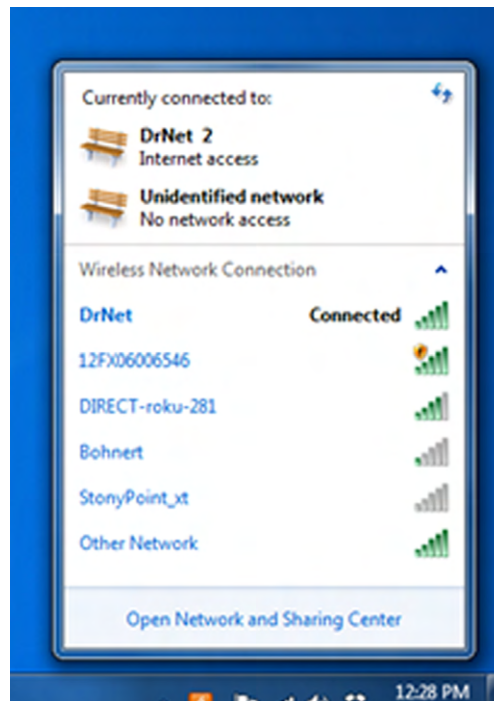 Currently connected to:
DrNet 2
Internet access
Unidentified network
No network access
Wireless Network Connection
DrNet Connected
12FX06006546
DIRECT-roku-281
Bohnert
StonyPoint_xt
Other Network
Open Network and Sharing Center
12:28 PM